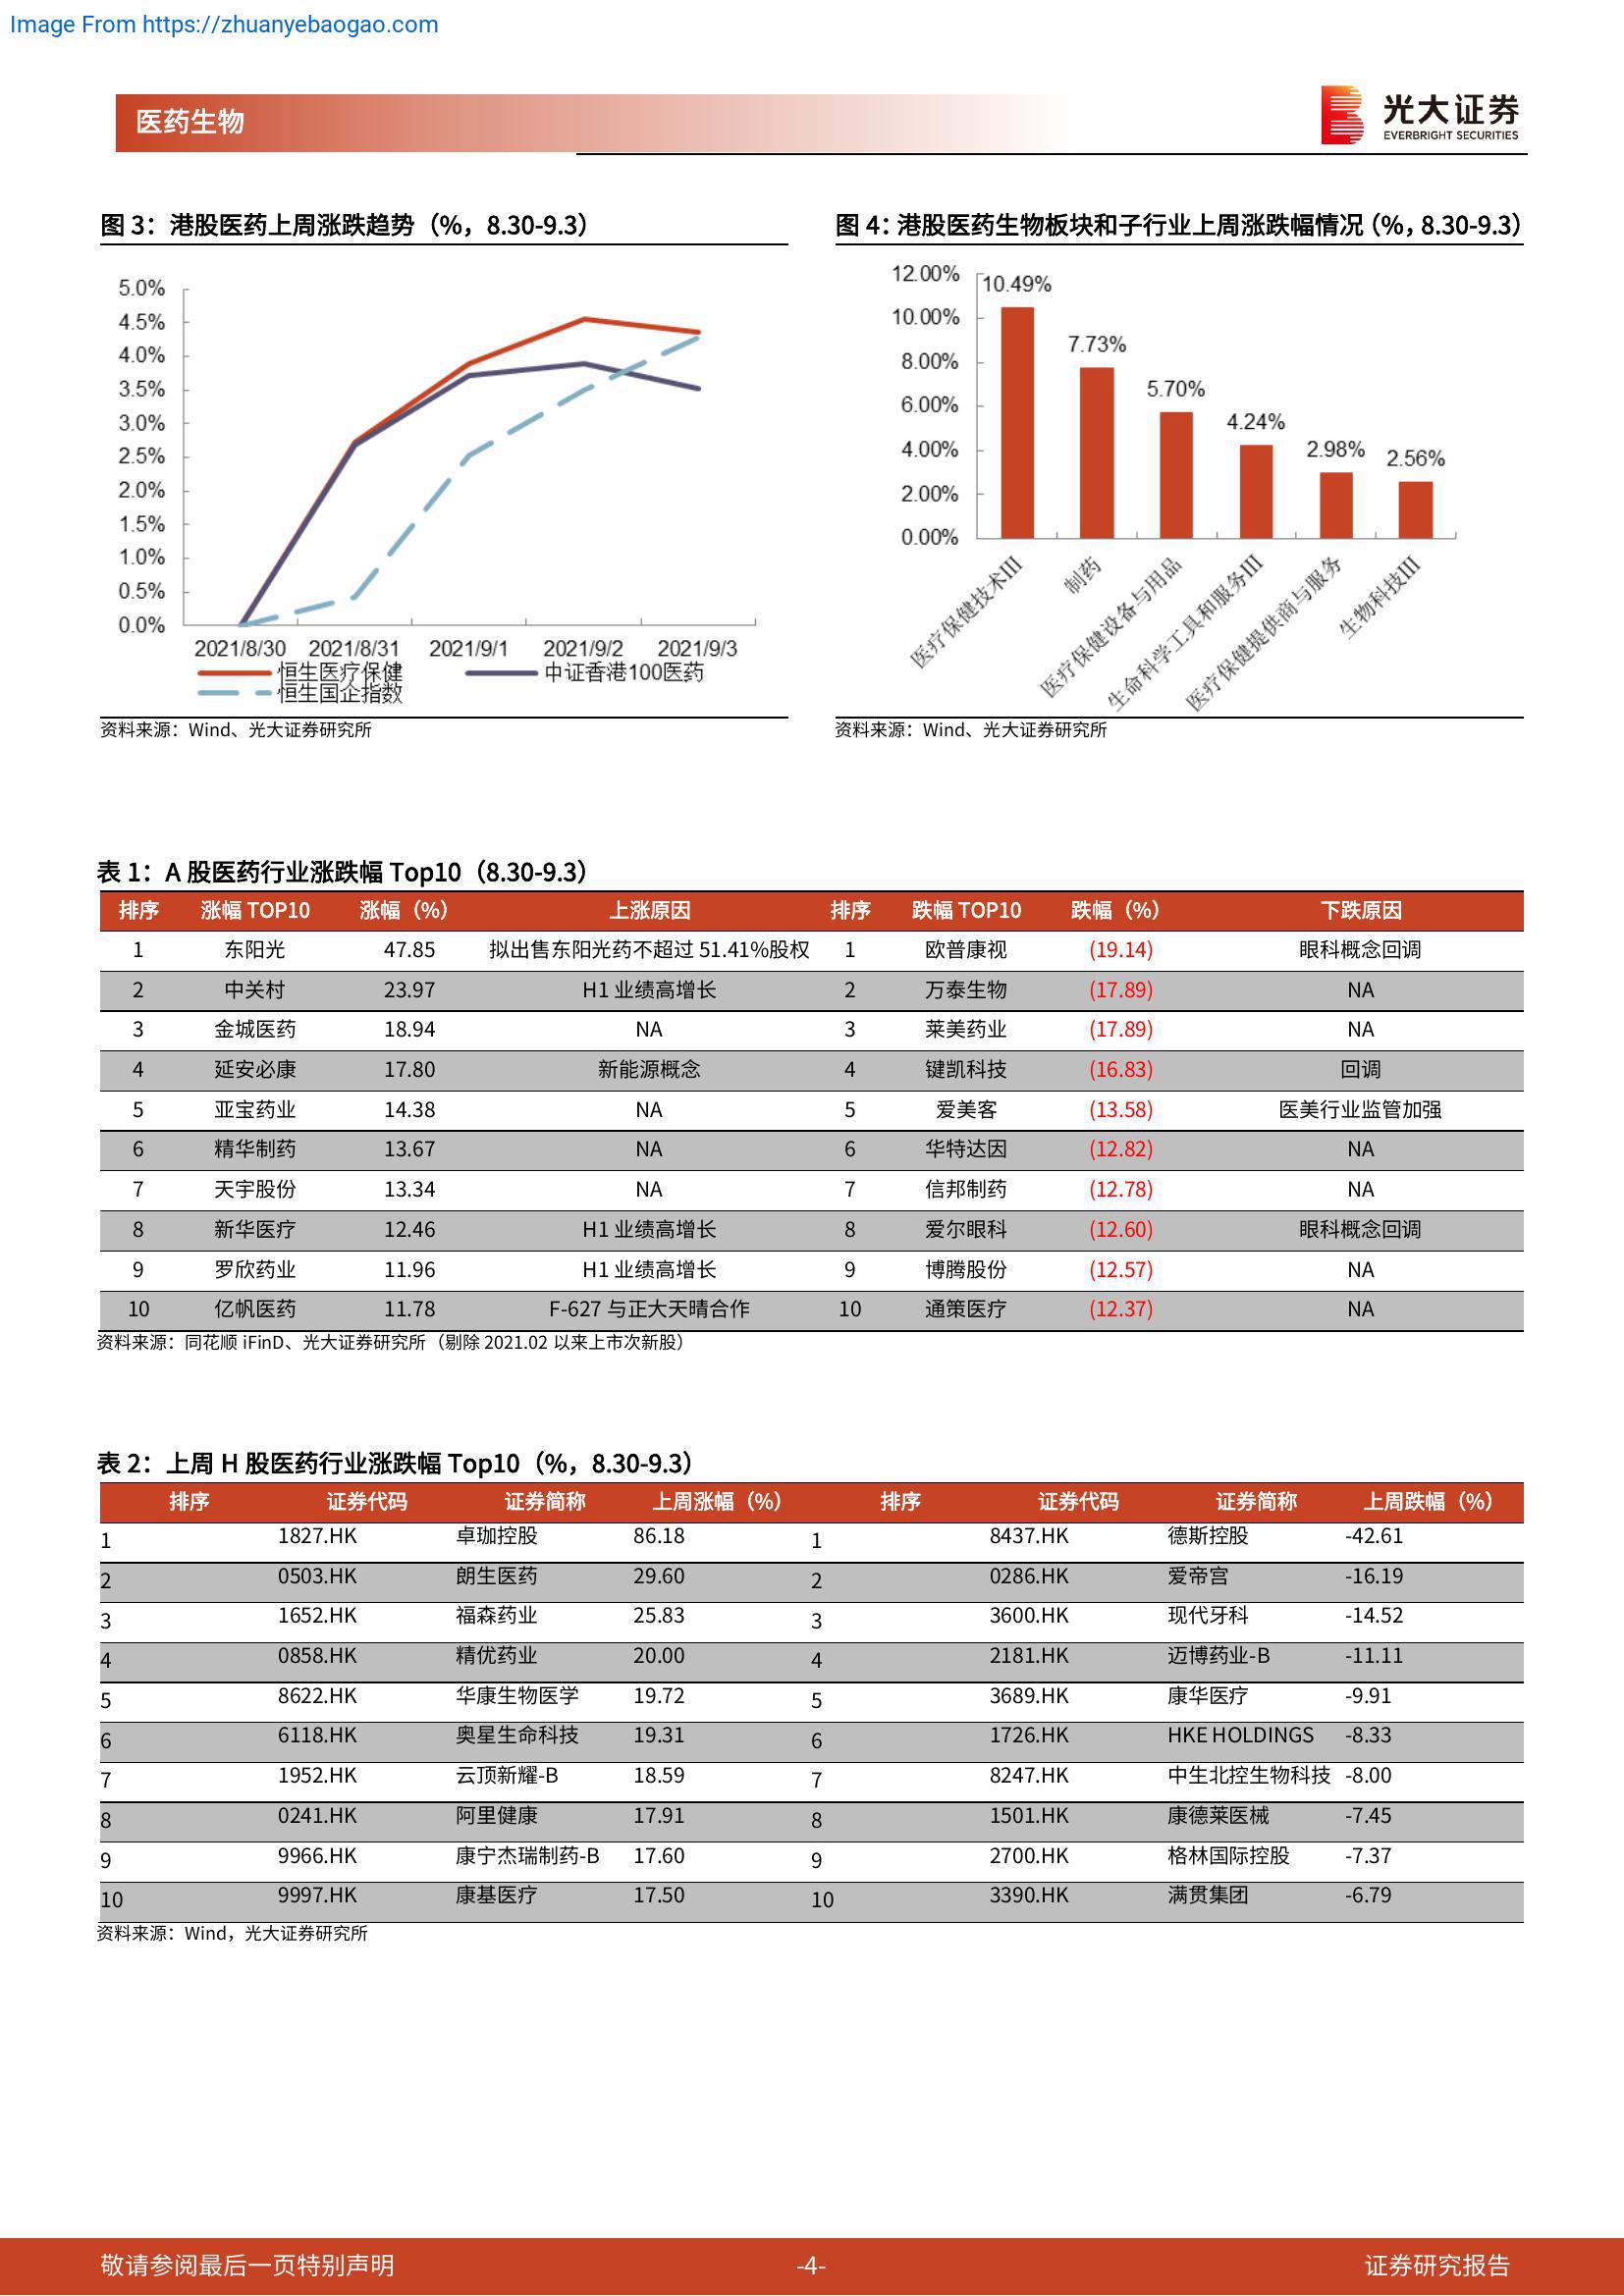 Image From https://zhuanyebaogao.com
医药生物
光大证券
EVERBRIGHT SECURITIES
图 3：港股医药上周涨跌趋势（%，8.30-9.3）
5.0%
4.5%
4.0%
3.5%
3.0%
2.5%
2.0%
1.5%
1.0%
0.5%
0.0%
2021/8/30 2021/8/31 2021/9/1 2021/9/2 2021/9/3
恒生医疗保健 中证香港100医药
恒生国企指数
资料来源：Wind、光大证券研究所
图 4：港股医药生物板块和子行业上周涨跌幅情况（%，8.30-9.3）
12.00%
10.00%
8.00%
6.00%
4.00%
2.00%
0.00%
10.49%
7.73%
5.70%
4.24%
2.98%
2.56%
医疗保健技术III
制药
医疗保健设备与用品
生命科学工具和服务III
医疗保健提供商与服务
生物科技III
资料来源：Wind、光大证券研究所
表 1：A 股医药行业涨跌幅 Top10（8.30-9.3）
排序 涨幅 TOP10 涨幅（%） 上涨原因 排序 跌幅 TOP10 跌幅（%） 下跌原因
1 东阳光 47.85 拟出售东阳光药不超过 51.41%股权 1 欧普康视 (19.14) 眼科概念回调
2 中关村 23.97 H1 业绩高增长 2 万泰生物 (17.89) NA
3 金城医药 18.94 NA 3 莱美药业 (17.89) NA
4 延安必康 17.80 新能源概念 4 键凯科技 (16.83) 回调
5 亚宝药业 14.38 NA 5 爱美客 (13.58) 医美行业监管加强
6 精华制药 13.67 NA 6 华特达因 (12.82) NA
7 天宇股份 13.34 NA 7 信邦制药 (12.78) NA
8 新华医疗 12.46 H1 业绩高增长 8 爱尔眼科 (12.60) 眼科概念回调
9 罗欣药业 11.96 H1 业绩高增长 9 博腾股份 (12.57) NA
10 亿帆医药 11.78 F-627 与正大天晴合作 10 通策医疗 (12.37) NA
资料来源：同花顺 iFinD、光大证券研究所（剔除 2021.02 以来上市次新股）
表 2：上周 H 股医药行业涨跌幅 Top10（%，8.30-9.3）
排序 证券代码 证券简称 上周涨幅（%） 排序 证券代码 证券简称 上周跌幅（%）
1 1827.HK 卓珈控股 86.18 1 8437.HK 德斯控股 -42.61
2 0503.HK 朗生医药 29.60 2 0286.HK 爱帝宫 -16.19
3 1652.HK 福森药业 25.83 3 3600.HK 现代牙科 -14.52
4 0858.HK 精优药业 20.00 4 2181.HK 迈博药业-B -11.11
5 8622.HK 华康生物医学 19.72 5 3689.HK 康华医疗 -9.91
6 6118.HK 奥星生命科技 19.31 6 1726.HK HKE HOLDINGS -8.33
7 1952.HK 云顶新耀-B 18.59 7 8247.HK 中生北控生物科技 -8.00
8 0241.HK 阿里健康 17.91 8 1501.HK 康德莱医械 -7.45
9 9966.HK 康宁杰瑞制药-B 17.60 9 2700.HK 格林国际控股 -7.37
10 9997.HK 康基医疗 17.50 10 3390.HK 满贯集团 -6.79
资料来源：Wind，光大证券研究所
敬请参阅最后一页特别声明 -4- 证券研究报告